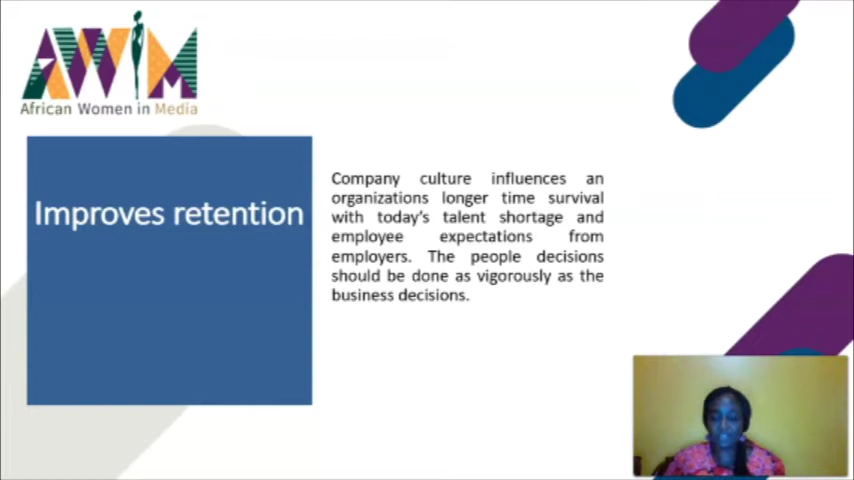 AWiM
African Women in Media
Improves retention
Company culture influences an
organizations longer time survival
with today's talent shortage and
employee expectations from
employers. The people decisions
should be done as vigorously as the
business decisions.